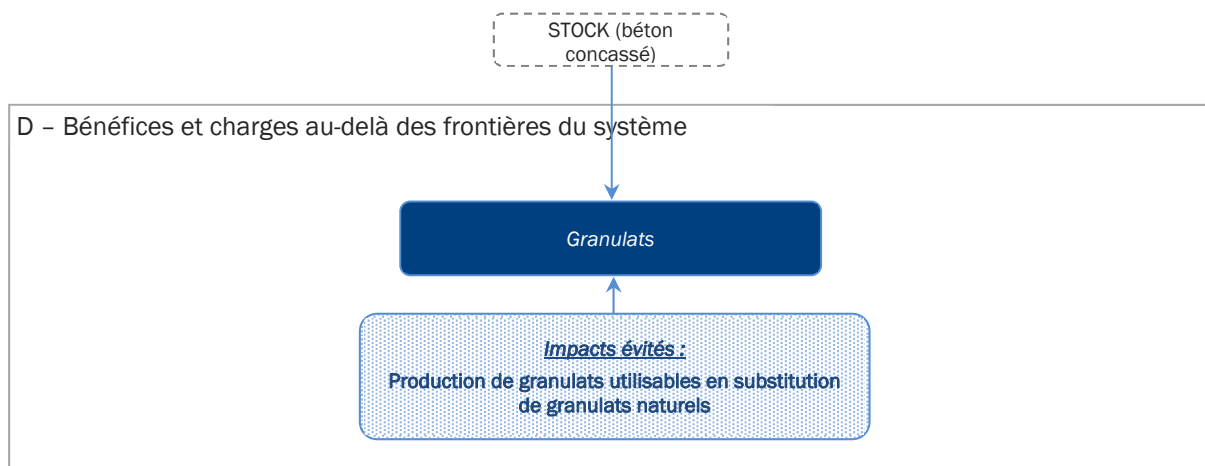 STOCK (béton
concassé)
D – Bénéfices et charges au-delà des frontières du système
Granulats
Impacts évités :
Production de granulats utilisables en substitution
de granulats naturels